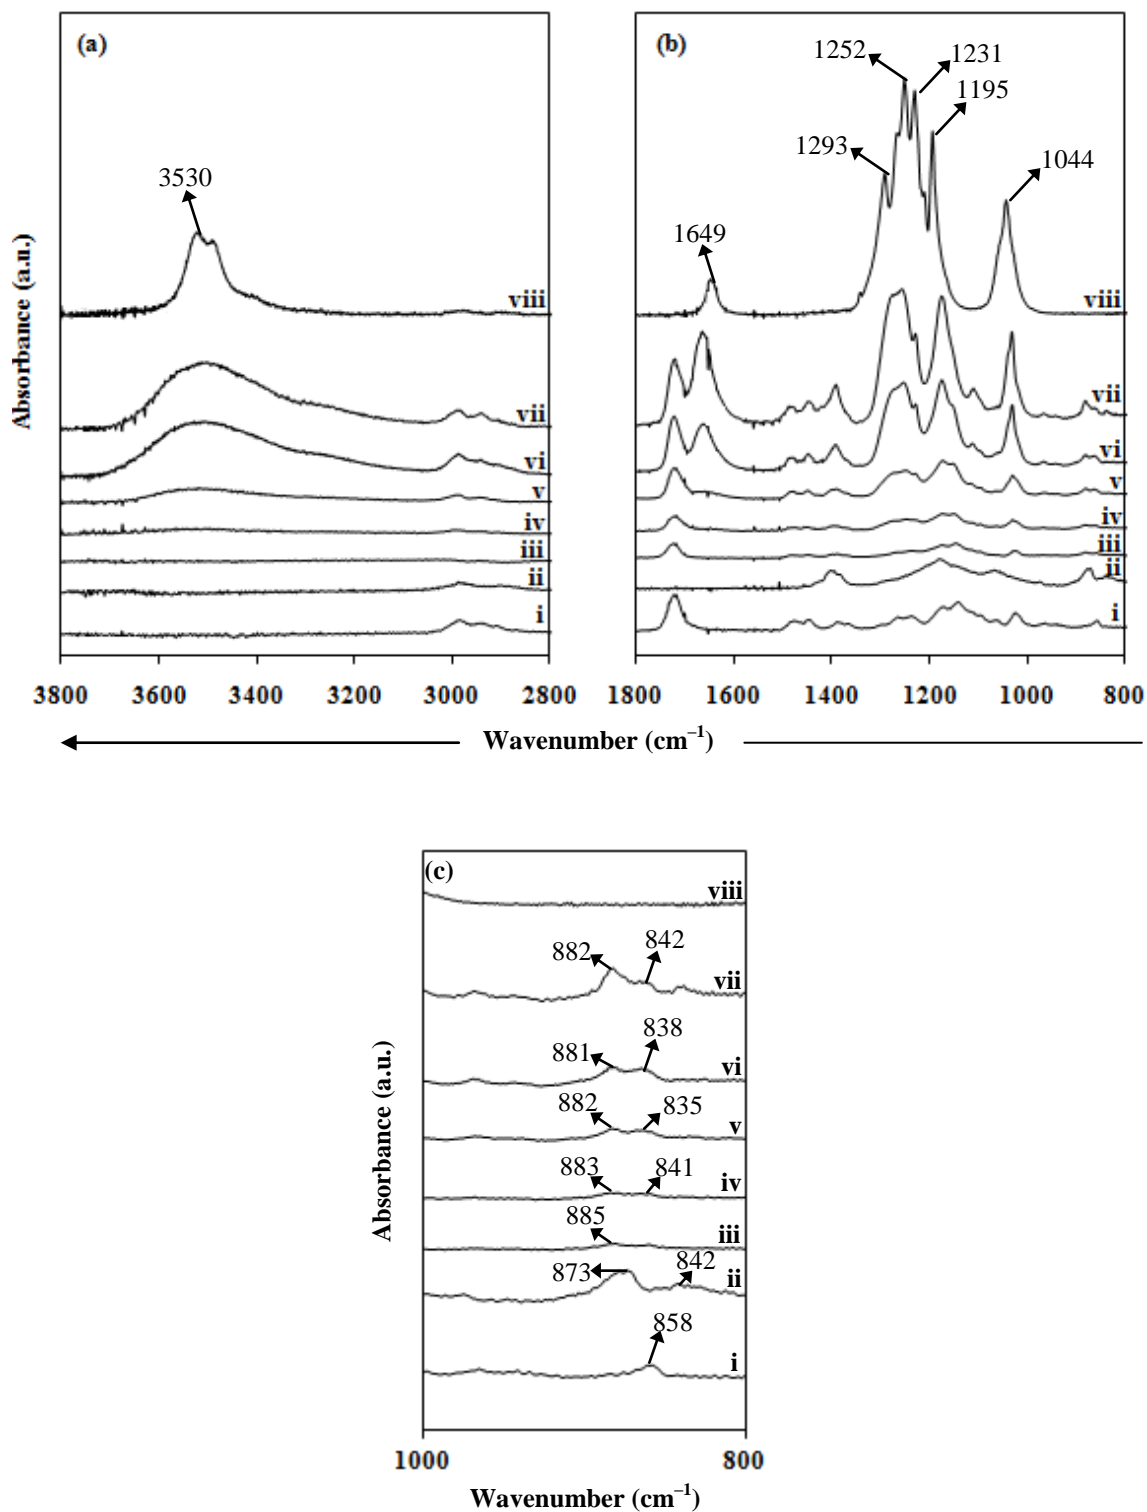 (a)
3530
viii
vii
vi
v
iv
iii
ii
i
3800 3600 3400 3200 3000 2800
Absorbance (a.u.)
(b)
1252
1231
1195
1293
1044
1649
viii
vii
vi
v
iv
iii
ii
i
1800 1600 1400 1200 1000 800
Wavenumber (cm⁻¹)
(c)
viii
882
842
vii
881
838
vi
882
835
v
883
841
iv
885
iii
873
842
ii
858
i
Absorbance (a.u.)
1000 800
Wavenumber (cm⁻¹)